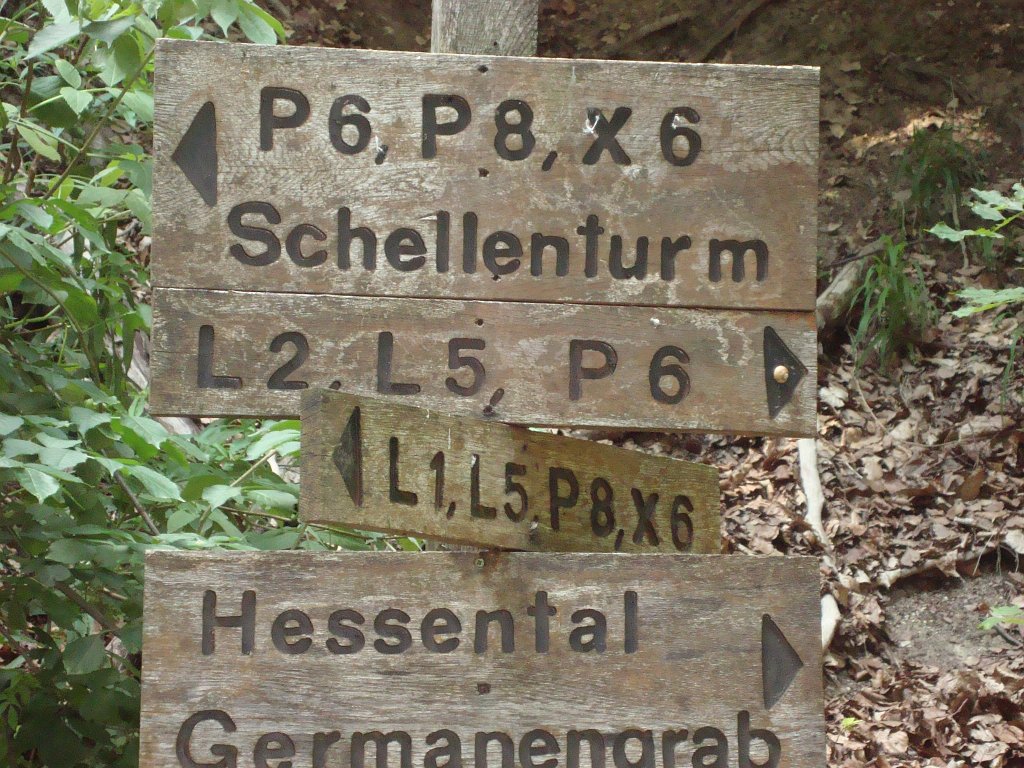 P6, P8, X6
Schellenturm
L2, L5, P6
L1, L5, P8, X6
Hessental
Germanengrab